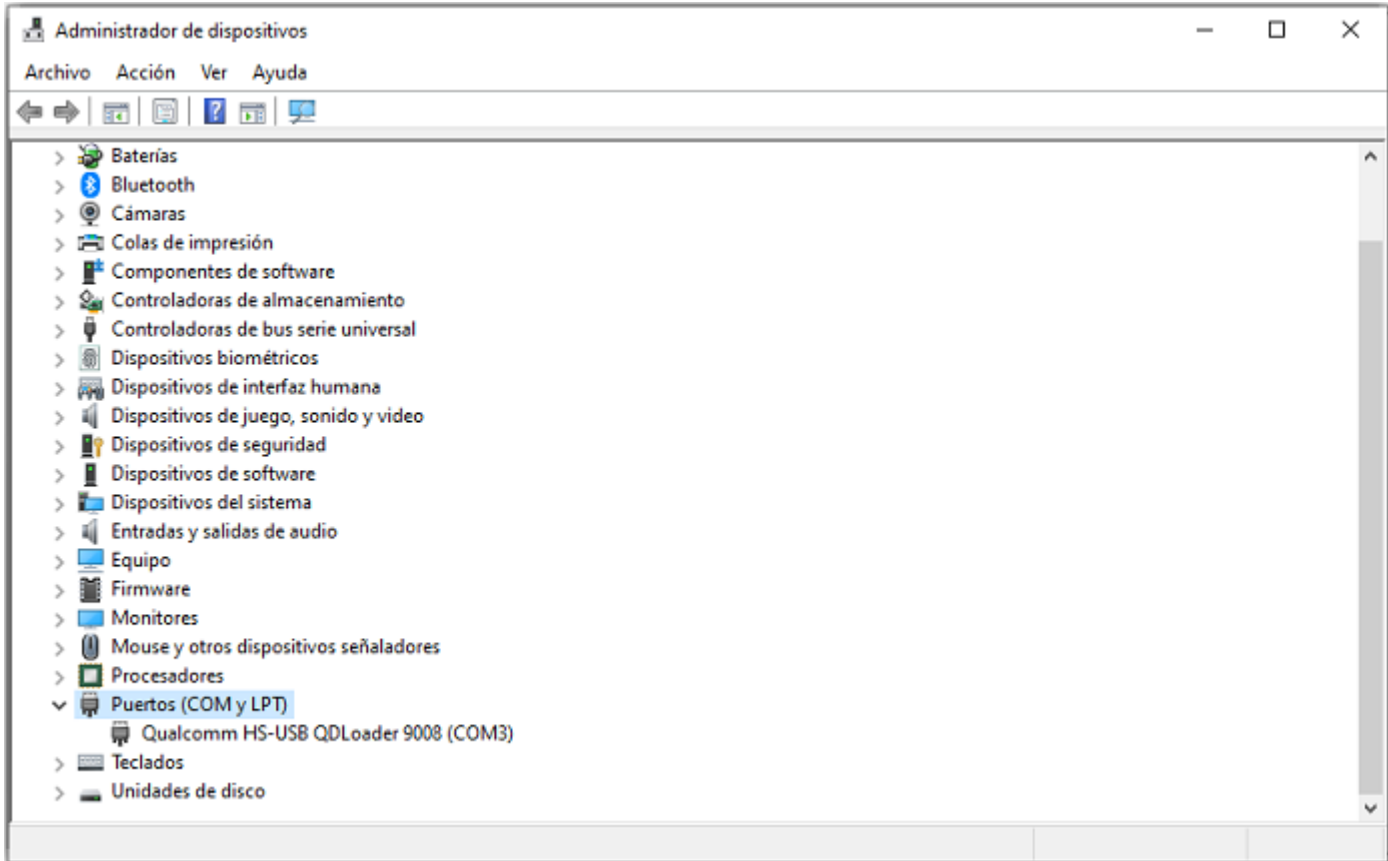 Administrador de dispositivos
Archivo Acción Ver Ayuda
Baterías
Bluetooth
Cámaras
Colas de impresión
Componentes de software
Controladoras de almacenamiento
Controladoras de bus serie universal
Dispositivos biométricos
Dispositivos de interfaz humana
Dispositivos de juego, sonido y video
Dispositivos de seguridad
Dispositivos de software
Dispositivos del sistema
Entradas y salidas de audio
Equipo
Firmware
Monitores
Mouse y otros dispositivos señaladores
Procesadores
Puertos (COM y LPT)
Qualcomm HS-USB QDLoader 9008 (COM3)
Teclados
Unidades de disco